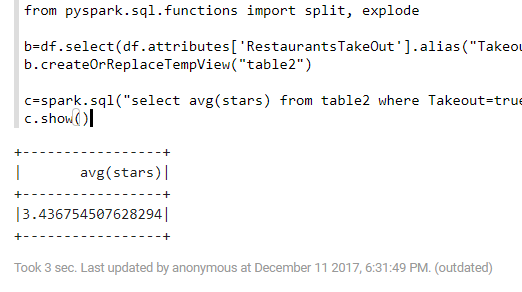 from pyspark.sql.functions import split, explode
b=df.select(df.attributes['RestaurantsTakeOut'].alias("Takeou
b.createOrReplaceTempView("table2")
c=spark.sql("select avg(stars) from table2 where Takeout=true
c.show()
+-----------------+
|       avg(stars)|
+-----------------+
|3.436754507628294|
+-----------------+
Took 3 sec. Last updated by anonymous at December 11 2017, 6:31:49 PM. (outdated)